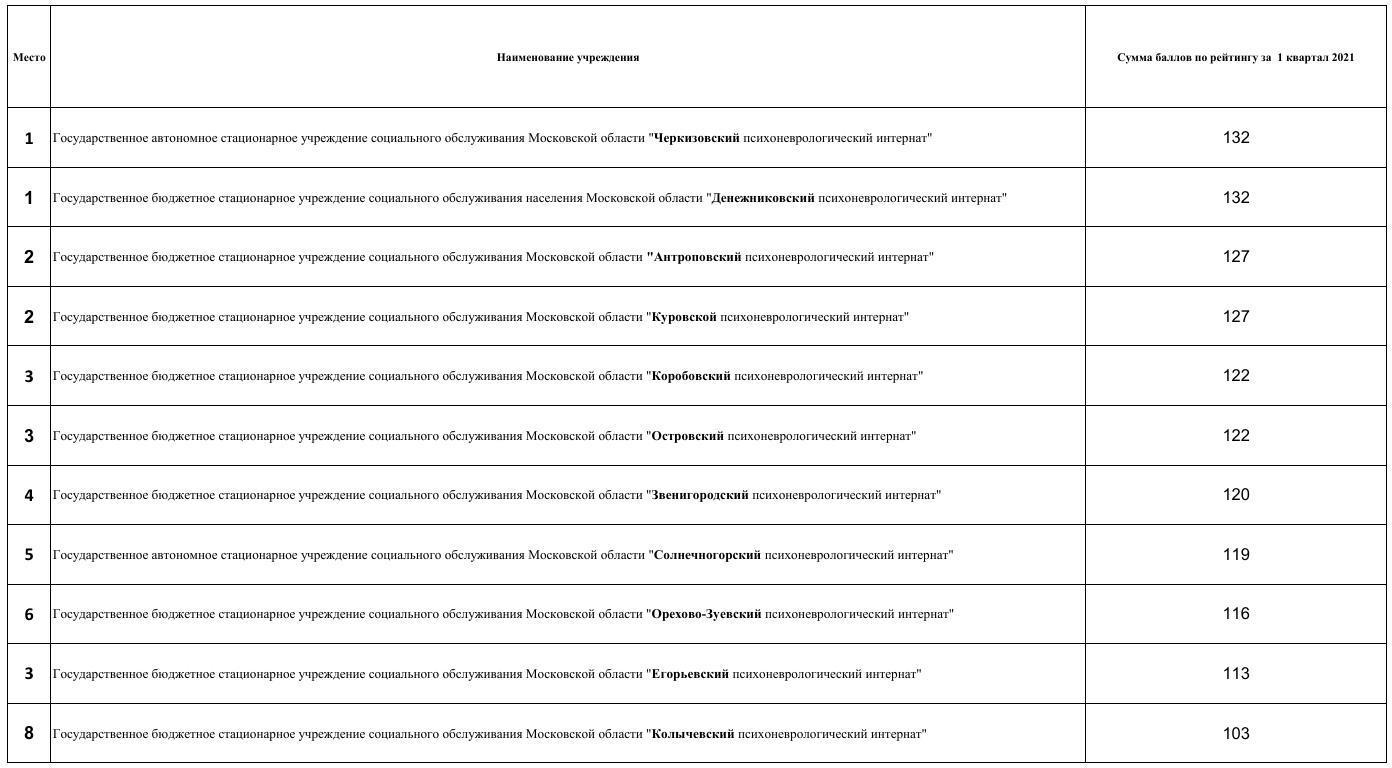 Место Наименование учреждения Сумма баллов по рейтингу за 1 квартал 2021
1 Государственное автономное стационарное учреждение социального обслуживания Московской области "Черкизовский психоневрологический интернат" 132
1 Государственное бюджетное стационарное учреждение социального обслуживания населения Московской области "Денежниковский психоневрологический интернат" 132
2 Государственное бюджетное стационарное учреждение социального обслуживания Московской области "Антроповский психоневрологический интернат" 127
2 Государственное бюджетное стационарное учреждение социального обслуживания Московской области "Куровской психоневрологический интернат" 127
3 Государственное бюджетное стационарное учреждение социального обслуживания Московской области "Коробовский психоневрологический интернат" 122
3 Государственное бюджетное стационарное учреждение социального обслуживания Московской области "Островский психоневрологический интернат" 122
4 Государственное бюджетное стационарное учреждение социального обслуживания Московской области "Звенигородский психоневрологический интернат" 120
5 Государственное автономное стационарное учреждение социального обслуживания Московской области "Солнечногорский психоневрологический интернат" 119
6 Государственное бюджетное стационарное учреждение социального обслуживания Московской области "Орехово-Зуевский психоневрологический интернат" 116
3 Государственное бюджетное стационарное учреждение социального обслуживания Московской области "Егорьевский психоневрологический интернат" 113
8 Государственное бюджетное стационарное учреждение социального обслуживания Московской области "Колычевский психоневрологический интернат" 103